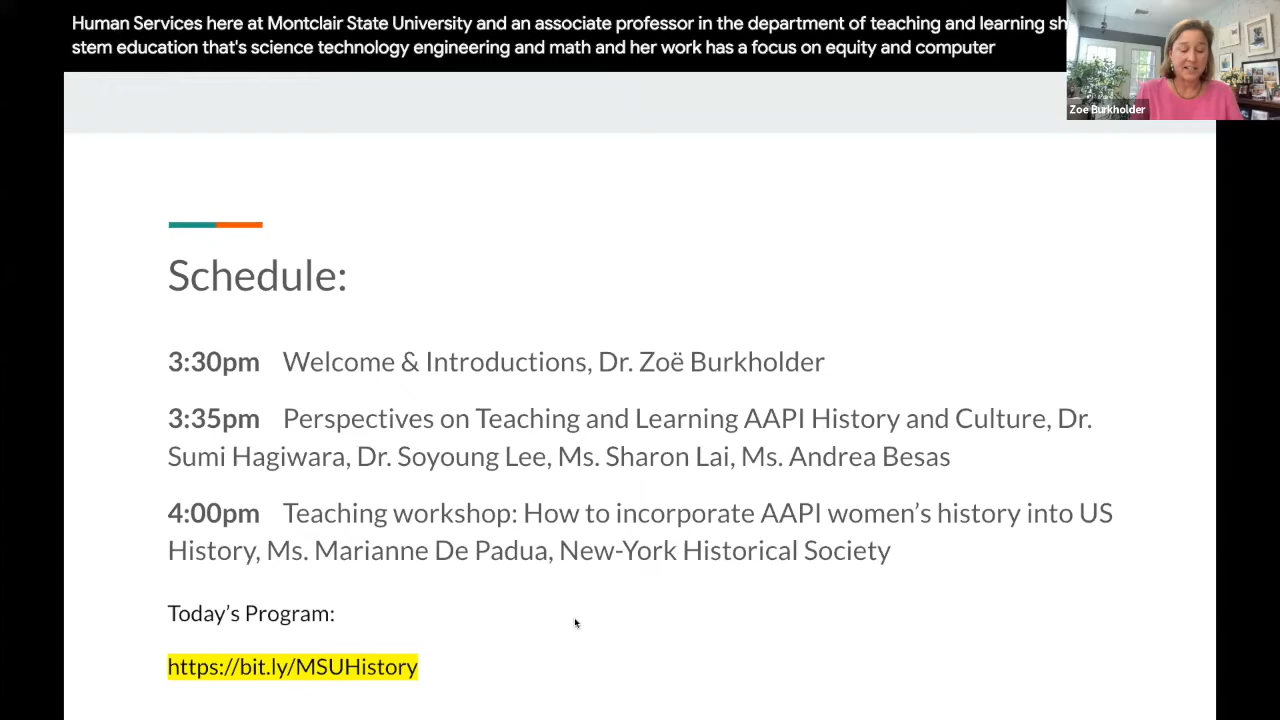 Human Services here at Montclair State University and an associate professor in the department of teaching and learning sh
stem education that's science technology engineering and math and her work has a focus on equity and computer
Zoe Burkholder
Schedule:
3:30pm Welcome & Introductions, Dr. Zoë Burkholder
3:35pm Perspectives on Teaching and Learning AAPI History and Culture, Dr.
Sumi Hagiwara, Dr. Soyoung Lee, Ms. Sharon Lai, Ms. Andrea Besas
4:00pm Teaching workshop: How to incorporate AAPI women’s history into US
History, Ms. Marianne De Padua, New-York Historical Society
Today’s Program:
https://bit.ly/MSUHistory